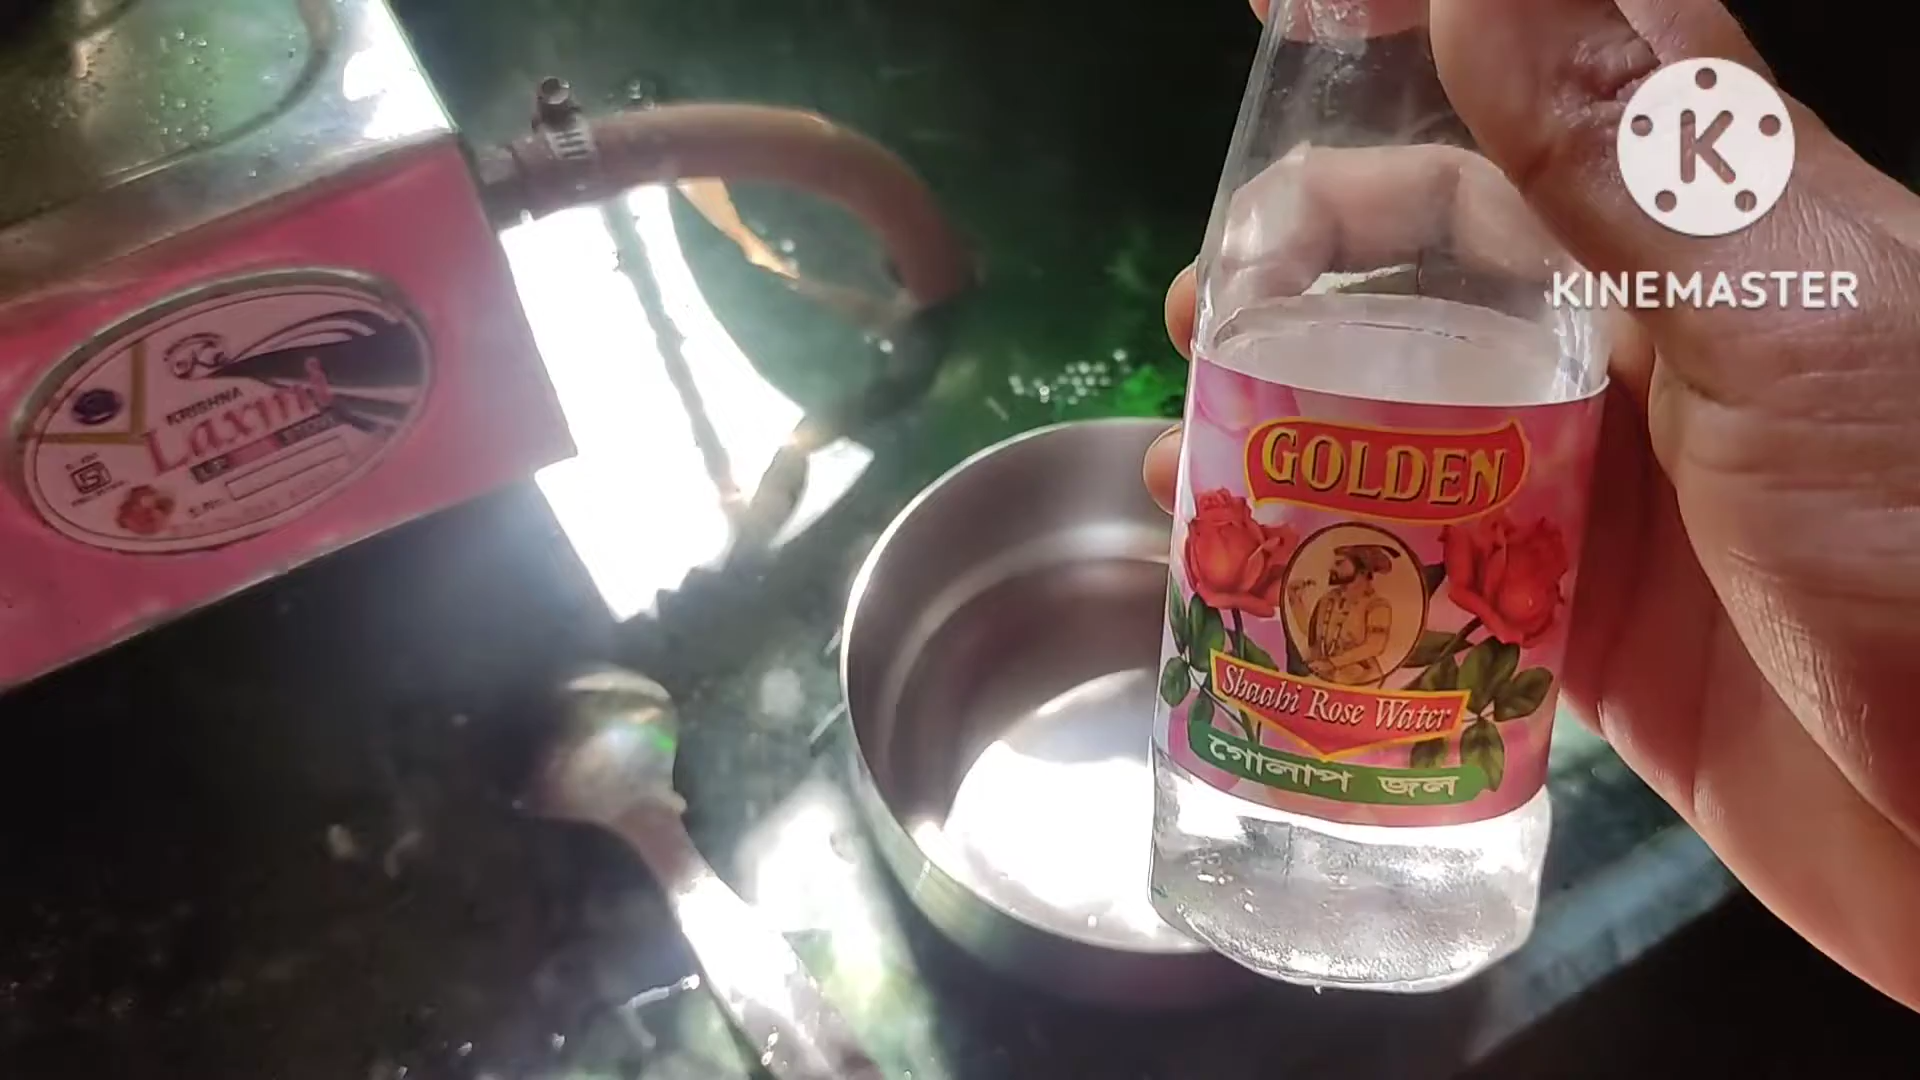 KRISHNA
Laxmi
K
KINEMASTER
GOLDEN
Shaahi Rose Water
গোলাপ জল